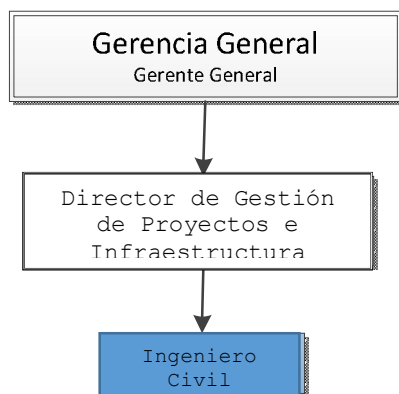 Gerencia General
Gerente General
Director de Gestión
de Proyectos e
Infraestructura
Ingeniero
Civil